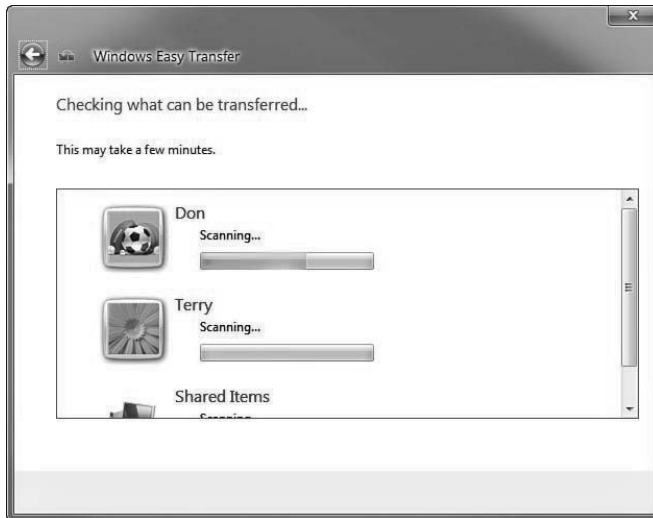 Windows Easy Transfer
Checking what can be transferred...
This may take a few minutes.
Don
Scanning...
Terry
Scanning...
Shared Items
Scanning